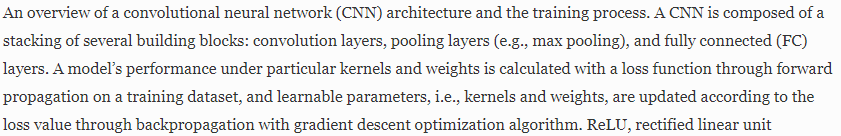 An overview of a convolutional neural network (CNN) architecture and the training process. A CNN is composed of a
stacking of several building blocks: convolution layers, pooling layers (e.g., max pooling), and fully connected (FC)
layers. A model’s performance under particular kernels and weights is calculated with a loss function through forward
propagation on a training dataset, and learnable parameters, i.e., kernels and weights, are updated according to the
loss value through backpropagation with gradient descent optimization algorithm. ReLU, rectified linear unit